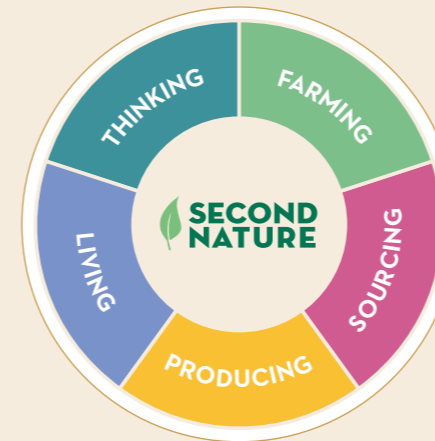 THINKING
FARMING
SOURCING
PRODUCING
LIVING
SECOND
NATURE